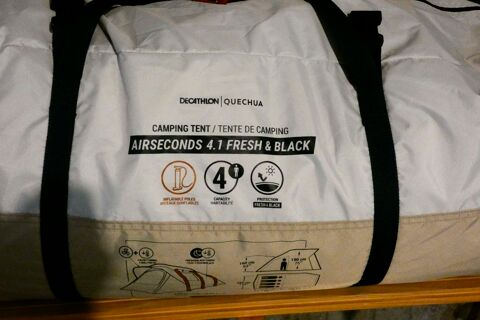 DECATHLON | QUECHUA
CAMPING TENT / TENTE DE CAMPING
AIRSECONDS 4.1 FRESH & BLACK
4
INFLATABLE POLES
CAPACITY
PROTECTION
HABITABILITÉ
FRESH & BLACK